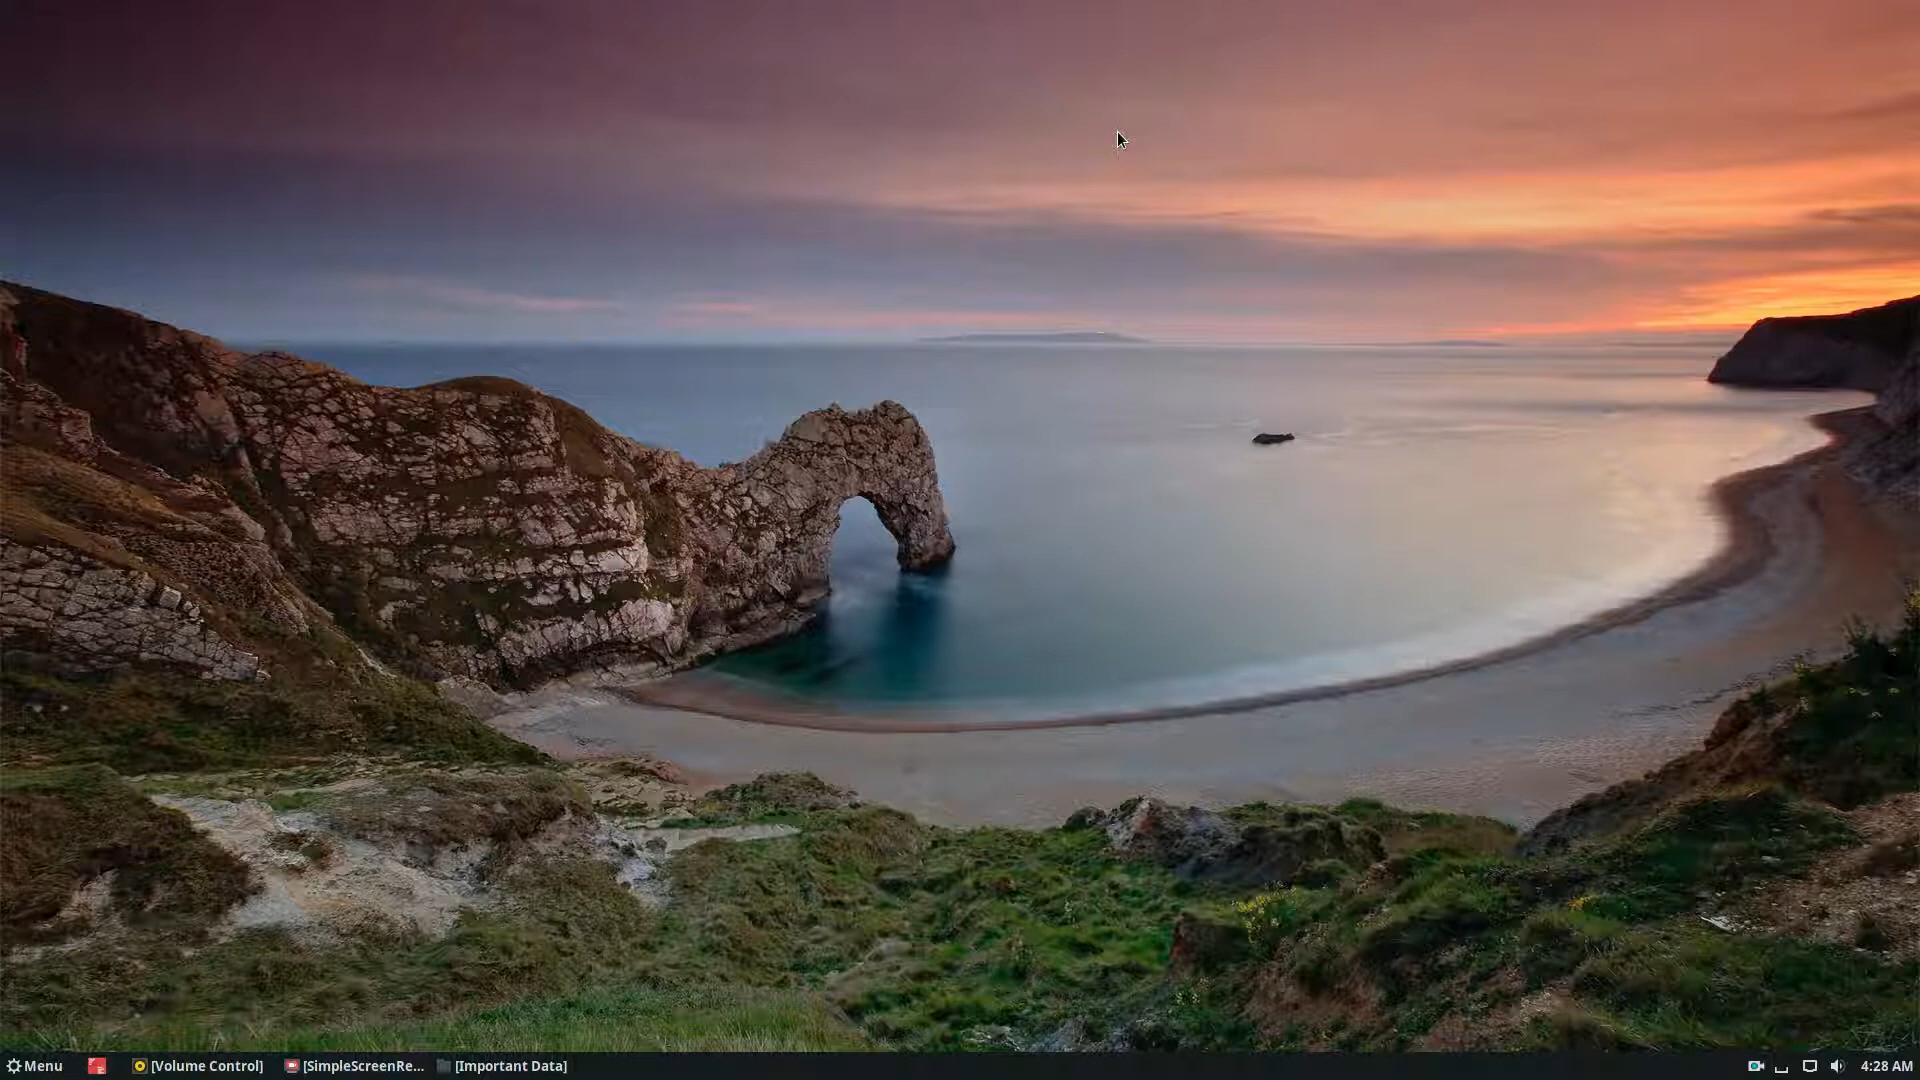 Menu
[Volume Control]
[SimpleScreenRe...
[Important Data]
4:28 AM